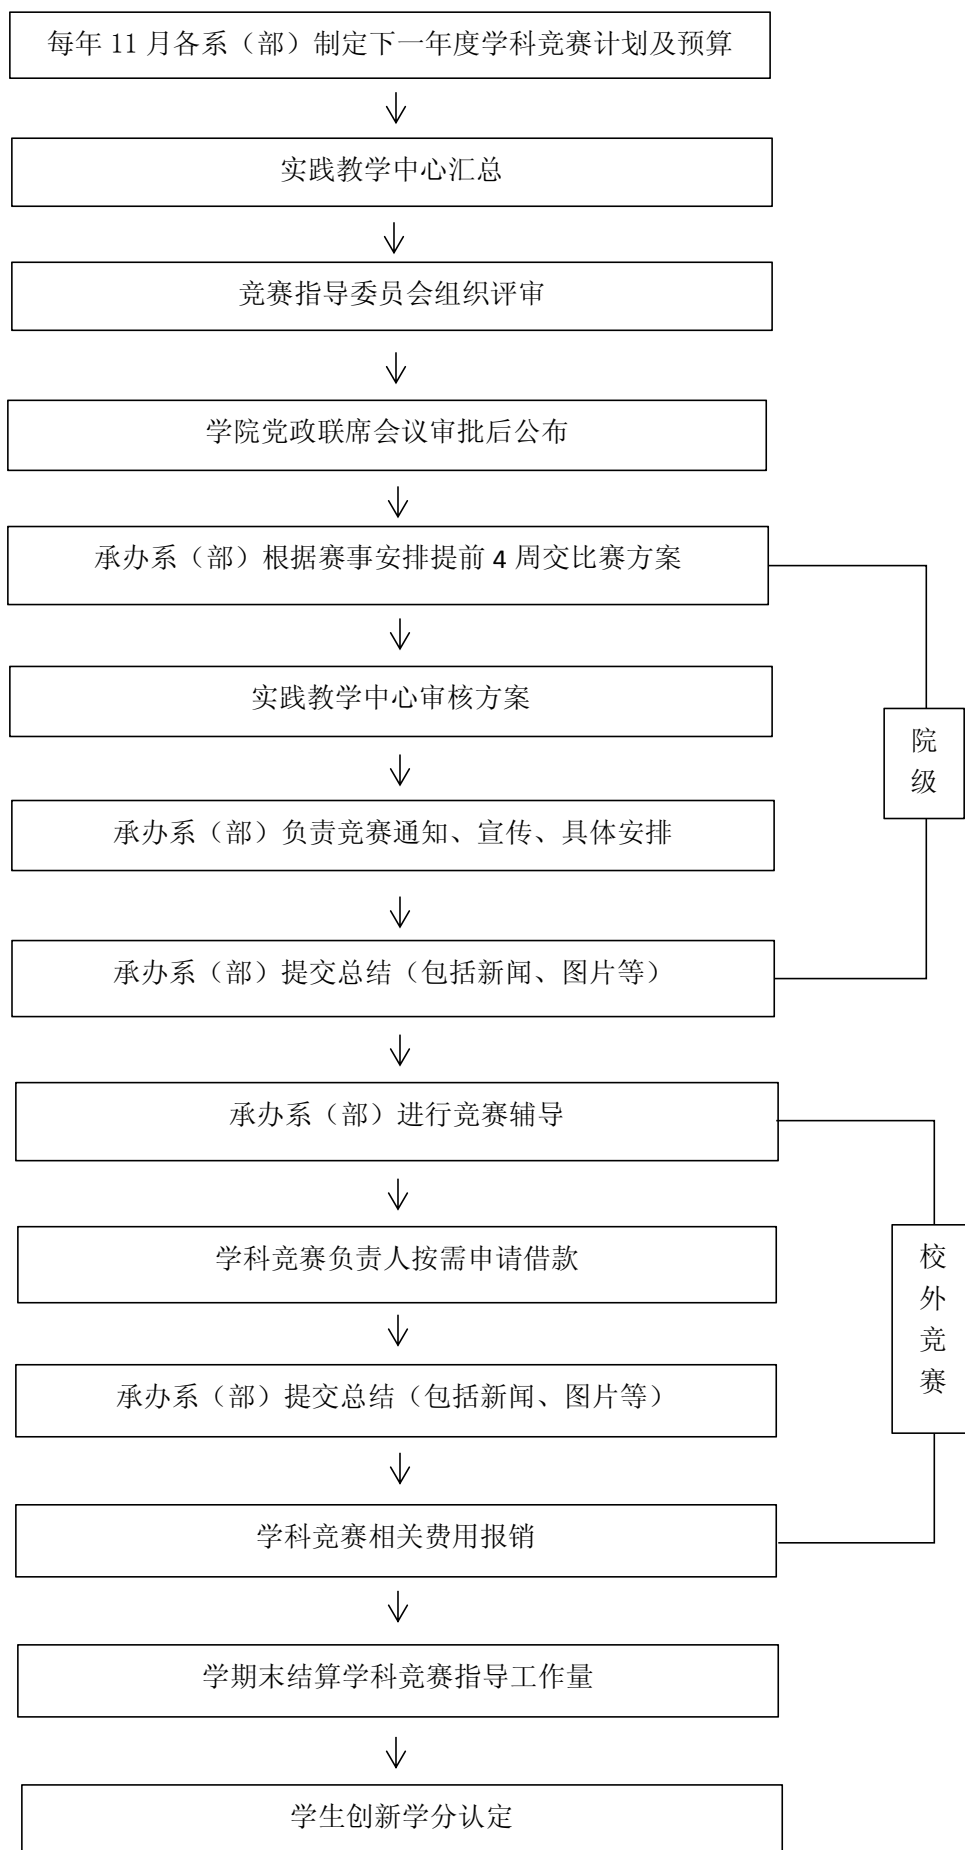 每年 11 月各系（部）制定下一年度学科竞赛计划及预算
实践教学中心汇总
竞赛指导委员会组织评审
学院党政联席会议审批后公布
承办系（部）根据赛事安排提前 4 周交比赛方案
实践教学中心审核方案
院
级
承办系（部）负责竞赛通知、宣传、具体安排
承办系（部）提交总结（包括新闻、图片等）
承办系（部）进行竞赛辅导
学科竞赛负责人按需申请借款
校
外
竞
赛
承办系（部）提交总结（包括新闻、图片等）
学科竞赛相关费用报销
学期末结算学科竞赛指导工作量
学生创新学分认定